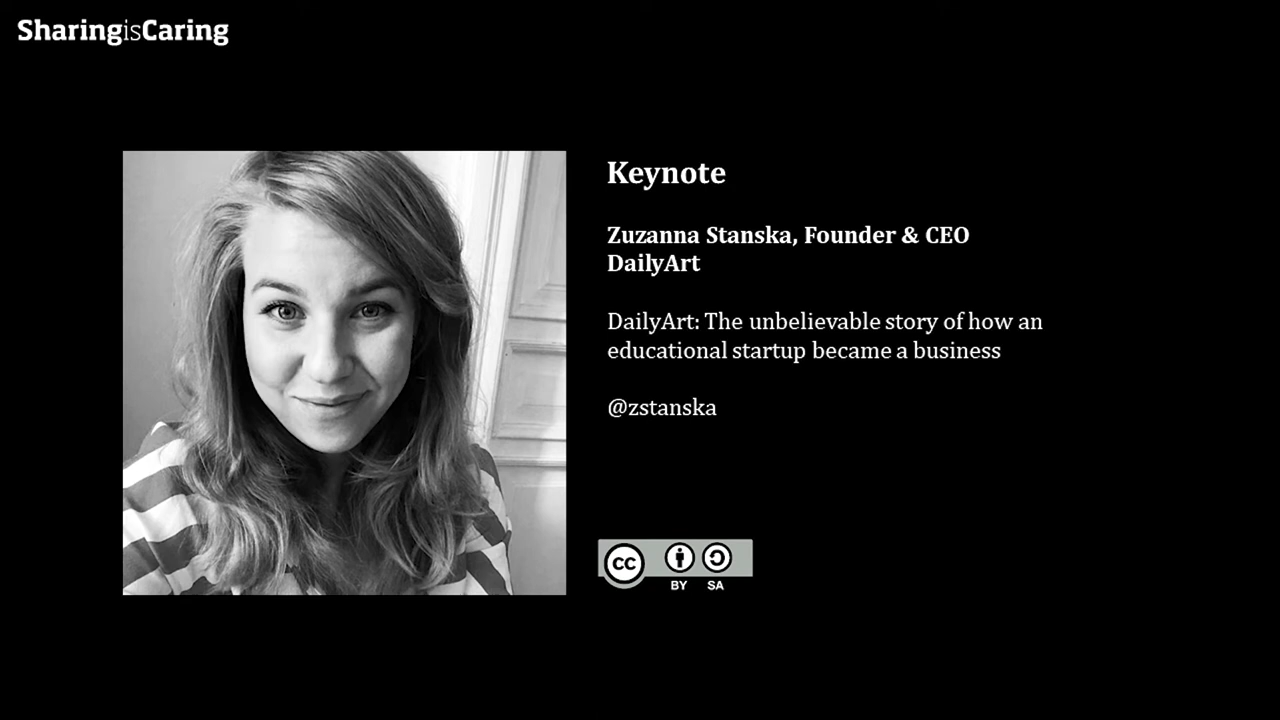 SharingisCaring
Keynote
Zuzanna Stanska, Founder & CEO
DailyArt
DailyArt: The unbelievable story of how an
educational startup became a business
@zstanska
cc
BY SA